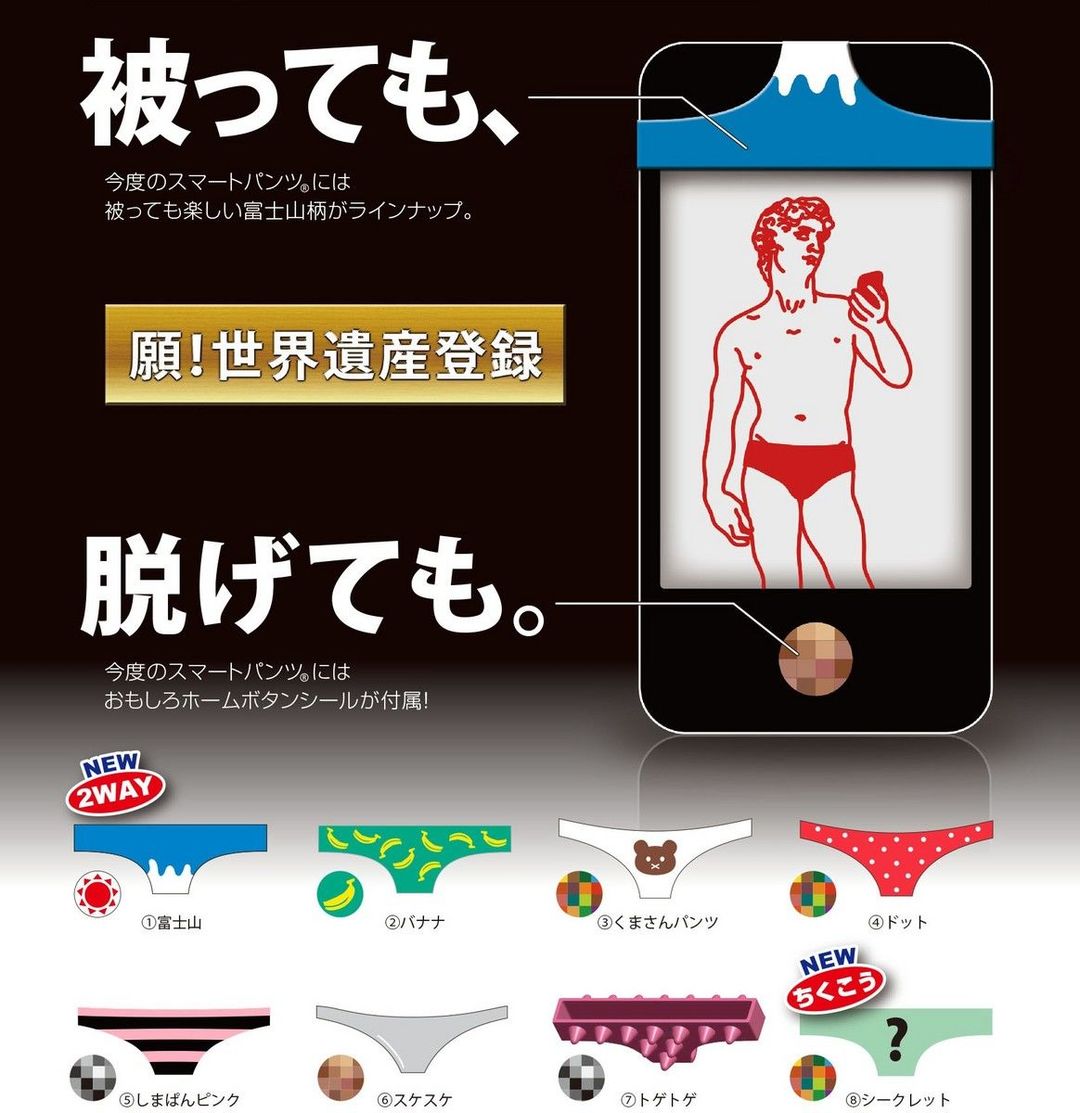 被っても、
今度のスマートパンツ®には
被っても楽しい富士山柄がラインナップ。
願!世界遺産登録
脱げても。
今度のスマートパンツ®には
おもしろホームボタンシールが付属!
NEW
2WAY
①富士山
②バナナ
③くまさんパンツ
④ドット
NEW
ちくこう
?
⑤しまぱんピンク
⑥スケスケ
⑦トゲトゲ
⑧シークレット